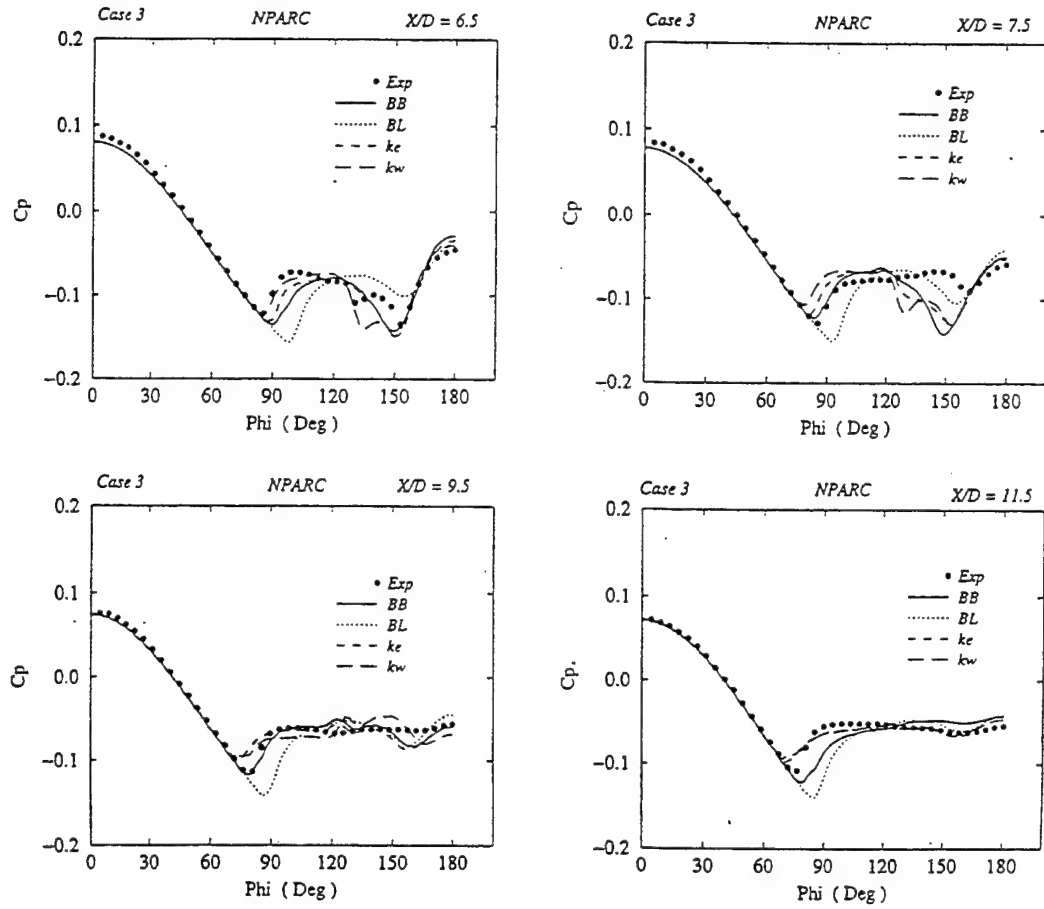 Case 3 NPARC X/D = 6.5
0.2
0.1
0.0
−0.1
−0.2
Cp
Exp
BB
BL
ke
kw
0 30 60 90 120 150 180
Phi ( Deg )
Case 3 NPARC X/D = 7.5
0.2
0.1
0.0
−0.1
−0.2
Cp
Exp
BB
BL
ke
kw
0 30 60 90 120 150 180
Phi ( Deg )
Case 3 NPARC X/D = 9.5
0.2
0.1
0.0
−0.1
−0.2
Cp
Exp
BB
BL
ke
kw
0 30 60 90 120 150 180
Phi ( Deg )
Case 3 NPARC X/D = 11.5
0.2
0.1
0.0
−0.1
−0.2
Cp.
Exp
BB
BL
ke
kw
0 30 60 90 120 150 180
Phi ( Deg )